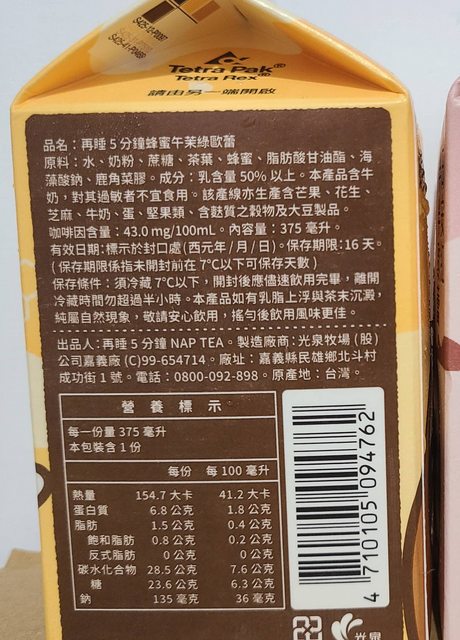 Tetra Pak®
Tetra Rex®
請由另一端開啟
品名：再睡5分鐘蜂蜜午茉綠歐蕾
原料：水、奶粉、蔗糖、茶葉、蜂蜜、脂肪酸甘油酯、海
藻酸鈉、鹿角菜膠。成分：乳含量50%以上。本產品含牛
奶，對其過敏者不宜食用。該產線亦生產含芒果、花生、
芝麻、牛奶、蛋、堅果類、含麩質之穀物及大豆製品。
咖啡因含量：43.0 mg/100mL。內容量：375 毫升。
有效日期:標示於封口處(西元年/月/日)。保存期限:16天。
(保存期限係指未開封前在7℃以下可保存天數)
保存條件：須冷藏7℃以下，開封後應儘速飲用完畢，離開
冷藏時間勿超過半小時。本產品如有乳脂上浮與茶末沉澱，
純屬自然現象，敬請安心飲用，搖勻後飲用風味更佳。
出品人：再睡5分鐘 NAP TEA。製造廠商：光泉牧場(股)
公司嘉義廠 (C)99-654714。廠址：嘉義縣民雄鄉北斗村
成功街1號。電話：0800-092-898。原產地：台灣。
營養標示
每一份量 375 毫升
本包裝含 1 份
每份 每 100 毫升
熱量 154.7 大卡 41.2 大卡
蛋白質 6.8 公克 1.8 公克
脂肪 1.5 公克 0.4 公克
飽和脂肪 0.8 公克 0.2 公克
反式脂肪 0 公克 0 公克
碳水化合物 28.5 公克 7.6 公克
糖 23.6 公克 6.3 公克
鈉 135 毫克 36 毫克
4 710105 094762
光泉